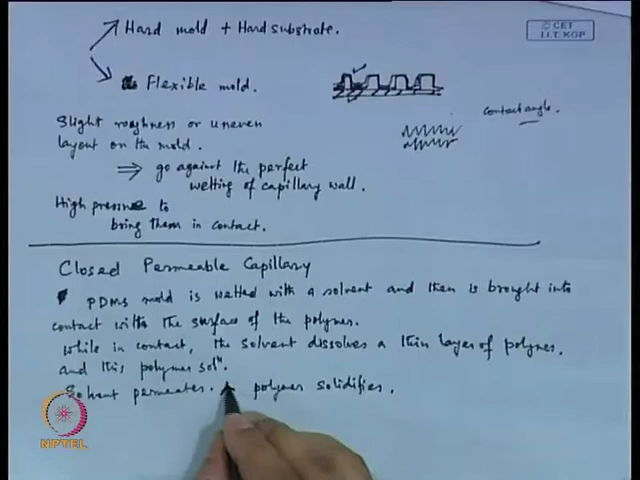 © CET
I.I.T. KGP
Hard mold + Hard substrate.
Flexible mold.
contact angle.
Slight roughness or uneven
layout on the mold.
⇒ go against the perfect
wetting of capillary wall.
High pressure to
bring them in contact.
Closed Permeable Capillary
PDMS mold is wetted with a solvent and then is brought into
contact with the surface of the polymer.
While in contact, the solvent dissolves a thin layer of polymer.
and this polymer solⁿ.
Solvent permeates. polymer solidifies.
NPTEL